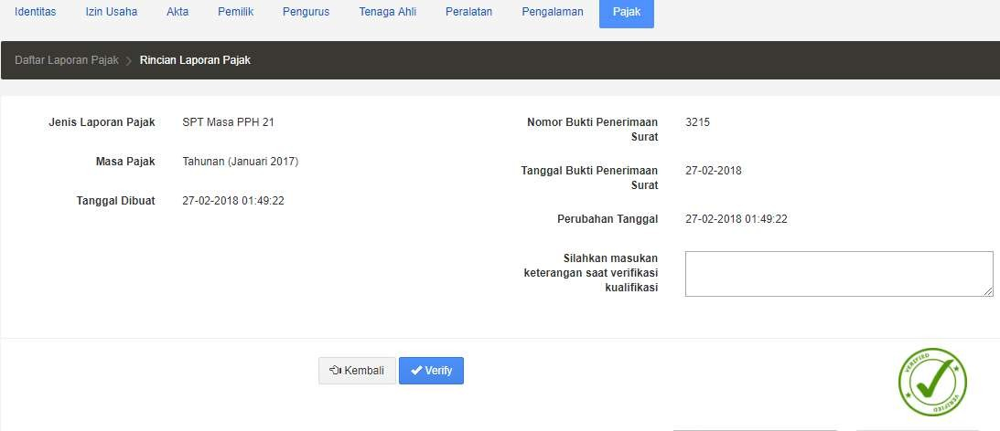 Identitas Izin Usaha Akta Pemilik Pengurus Tenaga Ahli Peralatan Pengalaman Pajak
Daftar Laporan Pajak > Rincian Laporan Pajak
Jenis Laporan Pajak SPT Masa PPH 21
Masa Pajak Tahunan (Januari 2017)
Tanggal Dibuat 27-02-2018 01:49:22
Nomor Bukti Penerimaan 3215
Surat
Tanggal Bukti Penerimaan 27-02-2018
Surat
Perubahan Tanggal 27-02-2018 01:49:22
Silahkan masukan
keterangan saat verifikasi
kualifikasi
Kembali Verify
VERIFIED
VERIFIED